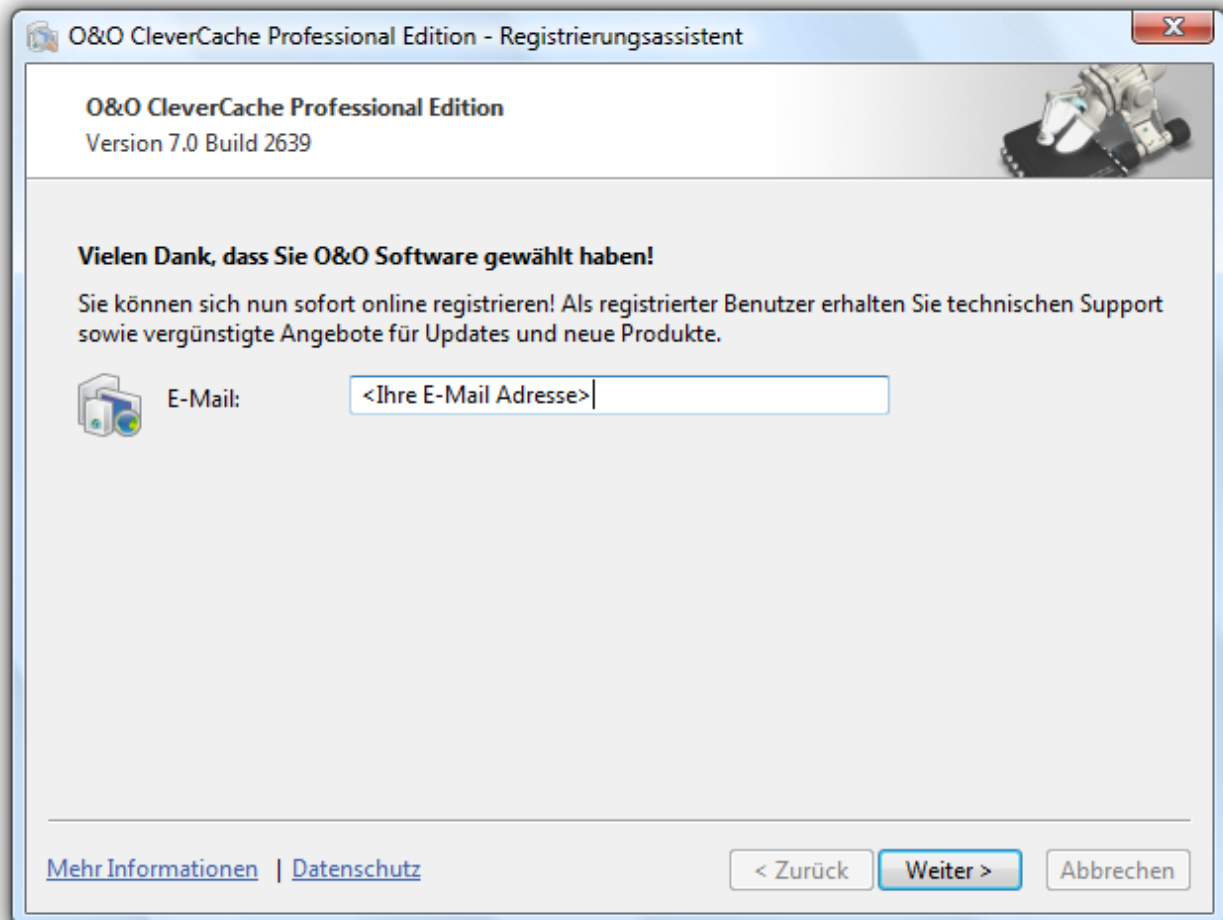 O&O CleverCache Professional Edition - Registrierungsassistent
O&O CleverCache Professional Edition
Version 7.0 Build 2639
Vielen Dank, dass Sie O&O Software gewählt haben!
Sie können sich nun sofort online registrieren! Als registrierter Benutzer erhalten Sie technischen Support
sowie vergünstigte Angebote für Updates und neue Produkte.
E-Mail: <Ihre E-Mail Adresse>
Mehr Informationen | Datenschutz < Zurück Weiter > Abbrechen